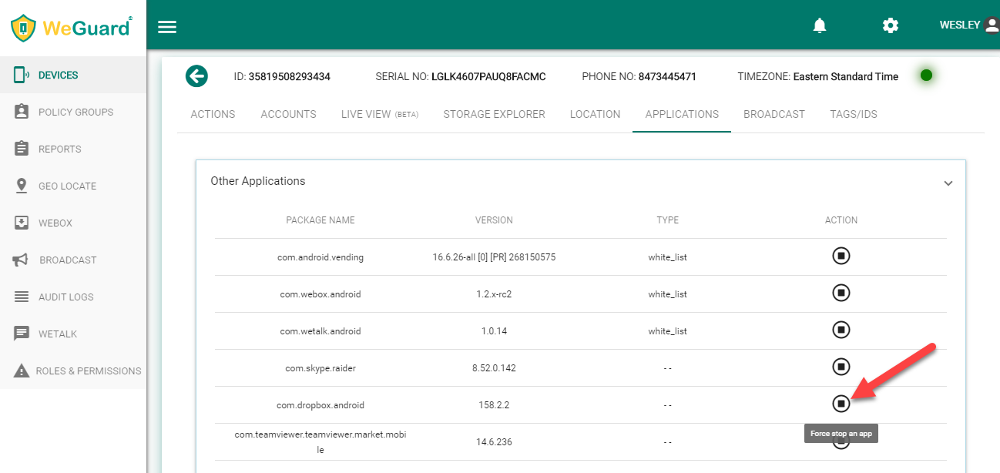 WeGuard
WESLEY
DEVICES
POLICY GROUPS
REPORTS
GEO LOCATE
WEBOX
BROADCAST
AUDIT LOGS
WETALK
ROLES & PERMISSIONS
ID: 35819508293434 SERIAL NO: LGLK4607PAUQ8FACMC PHONE NO: 8473445471 TIMEZONE: Eastern Standard Time
ACTIONS ACCOUNTS LIVE VIEW (BETA) STORAGE EXPLORER LOCATION APPLICATIONS BROADCAST TAGS/IDS
Other Applications
PACKAGE NAME VERSION TYPE ACTION
com.android.vending 16.6.26-all [0] [PR] 268150575 white_list
com.webox.android 1.2.x-rc2 white_list
com.wetalk.android 1.0.14 white_list
com.skype.raider 8.52.0.142 - -
com.dropbox.android 158.2.2 - -
Force stop an app
com.teamviewer.teamviewer.market.mobi
le 14.6.236 - -